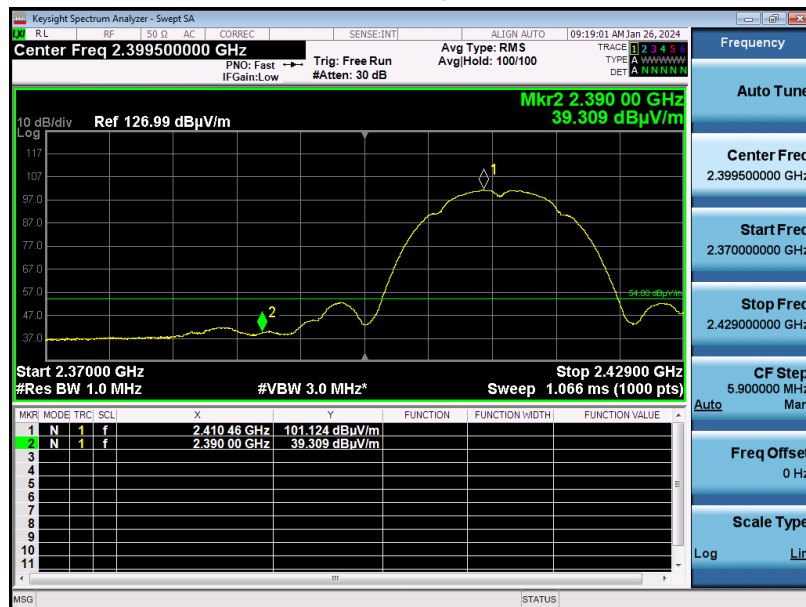 Keysight Spectrum Analyzer - Swept SA
LXI RL RF 50 Ω AC CORREC SENSE:INT ALIGN AUTO 09:19:01 AM Jan 26, 2024
Center Freq 2.399500000 GHz
PNO: Fast
IFGain:Low
Trig: Free Run
#Atten: 30 dB
Avg Type: RMS
Avg|Hold: 100/100
TRACE 1 2 3 4 5 6
TYPE A WWWWW
DET A N N N N N
Mkr2 2.390 00 GHz
39.309 dBµV/m
10 dB/div Ref 126.99 dBµV/m
Log
117
107
97.0
87.0
77.0
67.0
57.0
47.0
37.0
1
2
54.00 dBµV/m
Start 2.37000 GHz Stop 2.42900 GHz
#Res BW 1.0 MHz #VBW 3.0 MHz* Sweep 1.066 ms (1000 pts)
MKR MODE TRC SCL X Y FUNCTION FUNCTION WIDTH FUNCTION VALUE
1 N 1 f 2.410 46 GHz 101.124 dBµV/m
2 N 1 f 2.390 00 GHz 39.309 dBµV/m
3
4
5
6
7
8
9
10
11
MSG STATUS
Frequency
Auto Tune
Center Freq
2.399500000 GHz
Start Freq
2.370000000 GHz
Stop Freq
2.429000000 GHz
CF Step
5.900000 MHz
Auto Man
Freq Offset
0 Hz
Scale Type
Log Lin